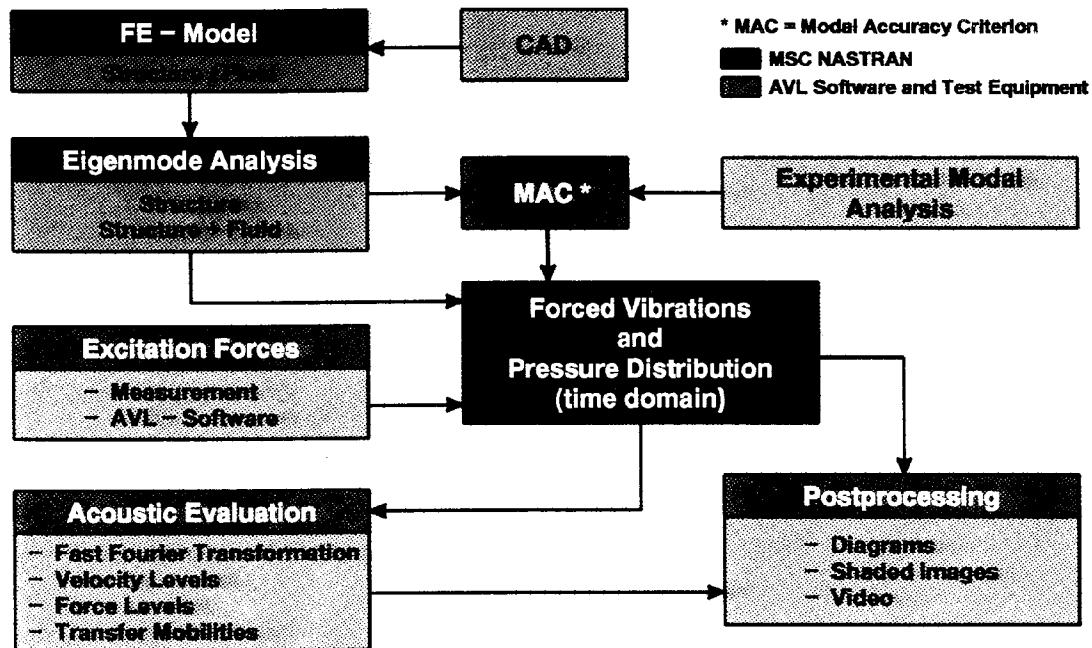 FE – Model
Structure / Fluid
CAD
* MAC = Modal Accuracy Criterion
MSC NASTRAN
AVL Software and Test Equipment
Eigenmode Analysis
Structure
Structure + Fluid
MAC *
Experimental Modal
Analysis
Forced Vibrations
and
Pressure Distribution
(time domain)
Excitation Forces
– Measurement
– AVL – Software
Acoustic Evaluation
– Fast Fourier Transformation
– Velocity Levels
– Force Levels
– Transfer Mobilities
Postprocessing
– Diagrams
– Shaded Images
– Video